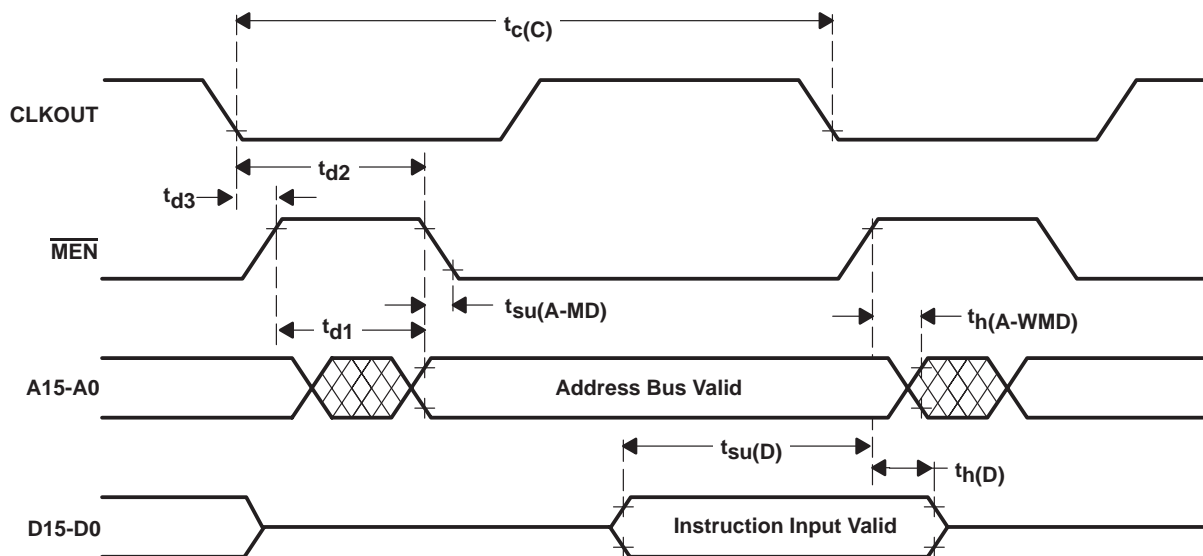 tc(C)
CLKOUT
td2
td3
MEN
tsu(A-MD)
td1
th(A-WMD)
A15-A0
Address Bus Valid
tsu(D)
th(D)
D15-D0
Instruction Input Valid